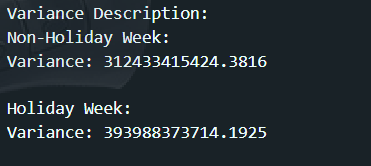 Variance Description:
Non-Holiday Week:
Variance: 312433415424.3816
Holiday Week:
Variance: 393988373714.1925